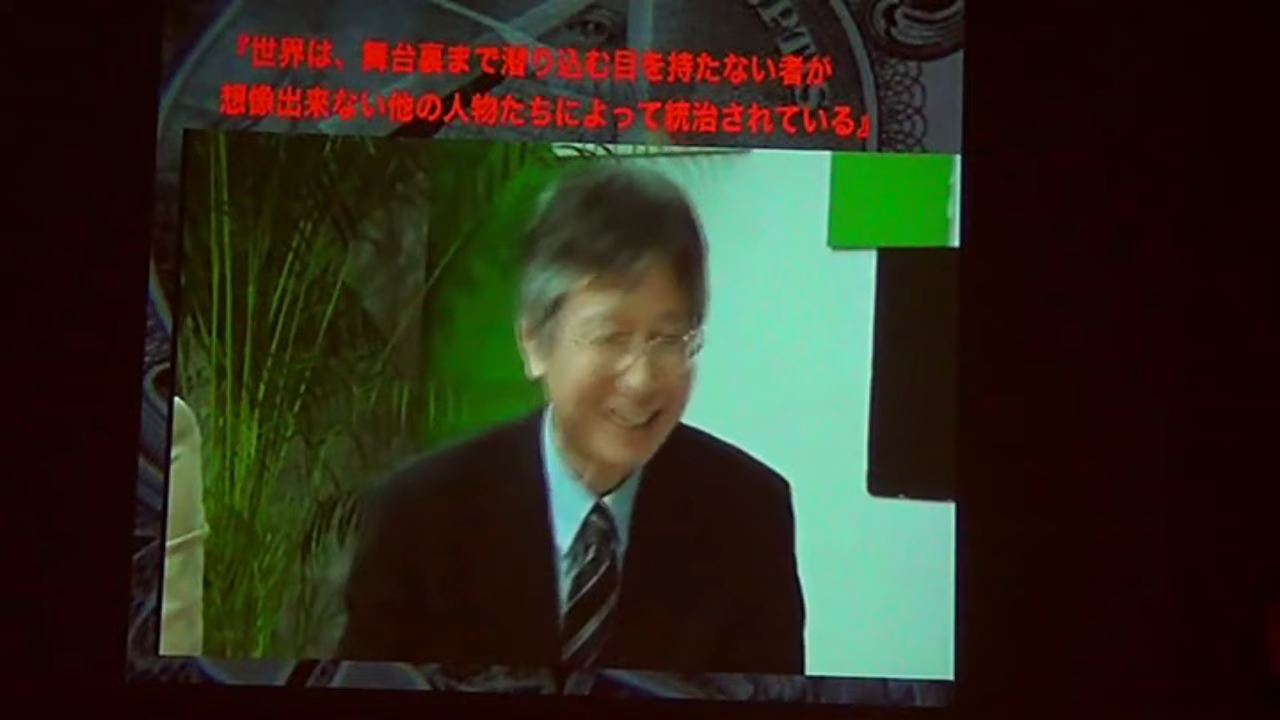 『世界は、舞台裏まで潜り込む目を持たない者が
想像出来ない他の人物たちによって統治されている』